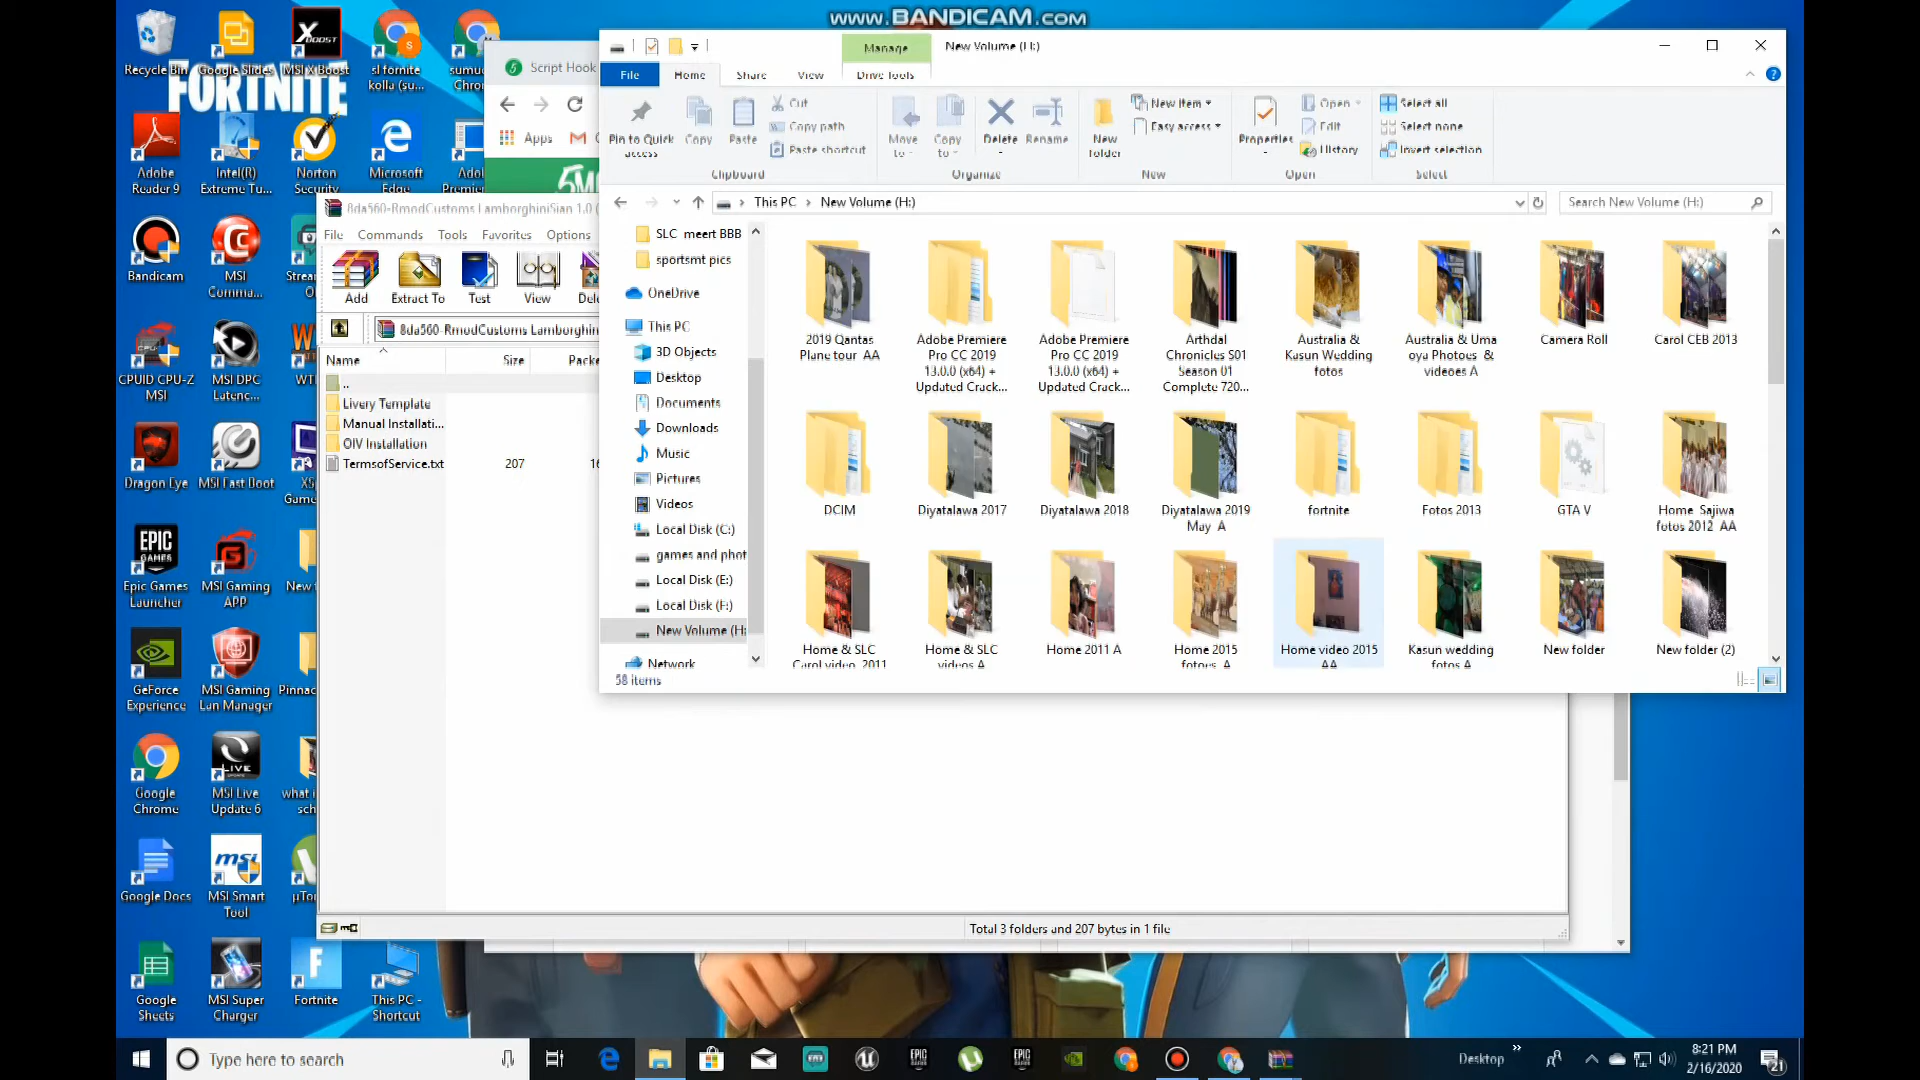 www.BANDICAM.com
Recycle Bin
Google Slides
MSI X Boost
sl fornite
kolla (su...
sumu
Chro
FORTNITE
Adobe
Reader 9
Intel(R)
Extreme Tu...
Norton
Security
Microsoft
Edge
Ado
Premier
Bandicam
MSI
Comma...
Strea
CPUID CPU-Z
MSI
MSI DPC
Latenc...
WT
Dragon Eye
MSI Fast Boot
XS
Game
Epic Games
Launcher
MSI Gaming
APP
New f
GeForce
Experience
MSI Gaming
Lan Manager
Pinnac
Google
Chrome
MSI Live
Update 6
what i
sch
Google Docs
MSI Smart
Tool
µTor
Google
Sheets
MSI Super
Charger
Fortnite
This PC -
Shortcut
Script Hook
Apps
5MO
8da560-RmodCustoms LamborghiniSian 1.0 (
File Commands Tools Favorites Options
Add
Extract To
Test
View
Dele
8da560-RmodCustoms Lamborghin
Name Size Packe
..
Livery Template
Manual Installati...
OIV Installation
TermsofService.txt 207 16
Total 3 folders and 207 bytes in 1 file
Manage
New Volume (H:)
File Home Share View Drive Tools
Pin to Quick
access
Copy
Paste
Cut
Copy path
Paste shortcut
Clipboard
Move
to
Copy
to
Delete
Rename
Organize
New
folder
New item
Easy access
New
Properties
Open
Edit
History
Open
Select all
Select none
Invert selection
Select
This PC
New Volume (H:)
Search New Volume (H:)
SLC meert BBB
sportsmt pics
OneDrive
This PC
3D Objects
Desktop
Documents
Downloads
Music
Pictures
Videos
Local Disk (C:)
games and phot
Local Disk (E:)
Local Disk (F:)
New Volume (H:
Network
2019 Qantas
Plane tour AA
Adobe Premiere
Pro CC 2019
13.0.0 (x64) +
Updated Crack...
Adobe Premiere
Pro CC 2019
13.0.0 (x64) +
Updated Crack...
Arthdal
Chronicles S01
Season 01
Complete 720...
Australia &
Kasun Wedding
fotos
Australia & Uma
oya Photoes &
videoes A
Camera Roll
Carol CEB 2013
DCIM
Diyatalawa 2017
Diyatalawa 2018
Diyatalawa 2019
May A
fortnite
Fotos 2013
GTA V
Home Sajiwa
fotos 2012 AA
Home & SLC
Carol video 2011
Home & SLC
videos A
Home 2011 A
Home 2015
fotoes A
Home video 2015
AA
Kasun wedding
fotos A
New folder
New folder (2)
58 items
Type here to search
Desktop
8:21 PM
2/16/2020
21